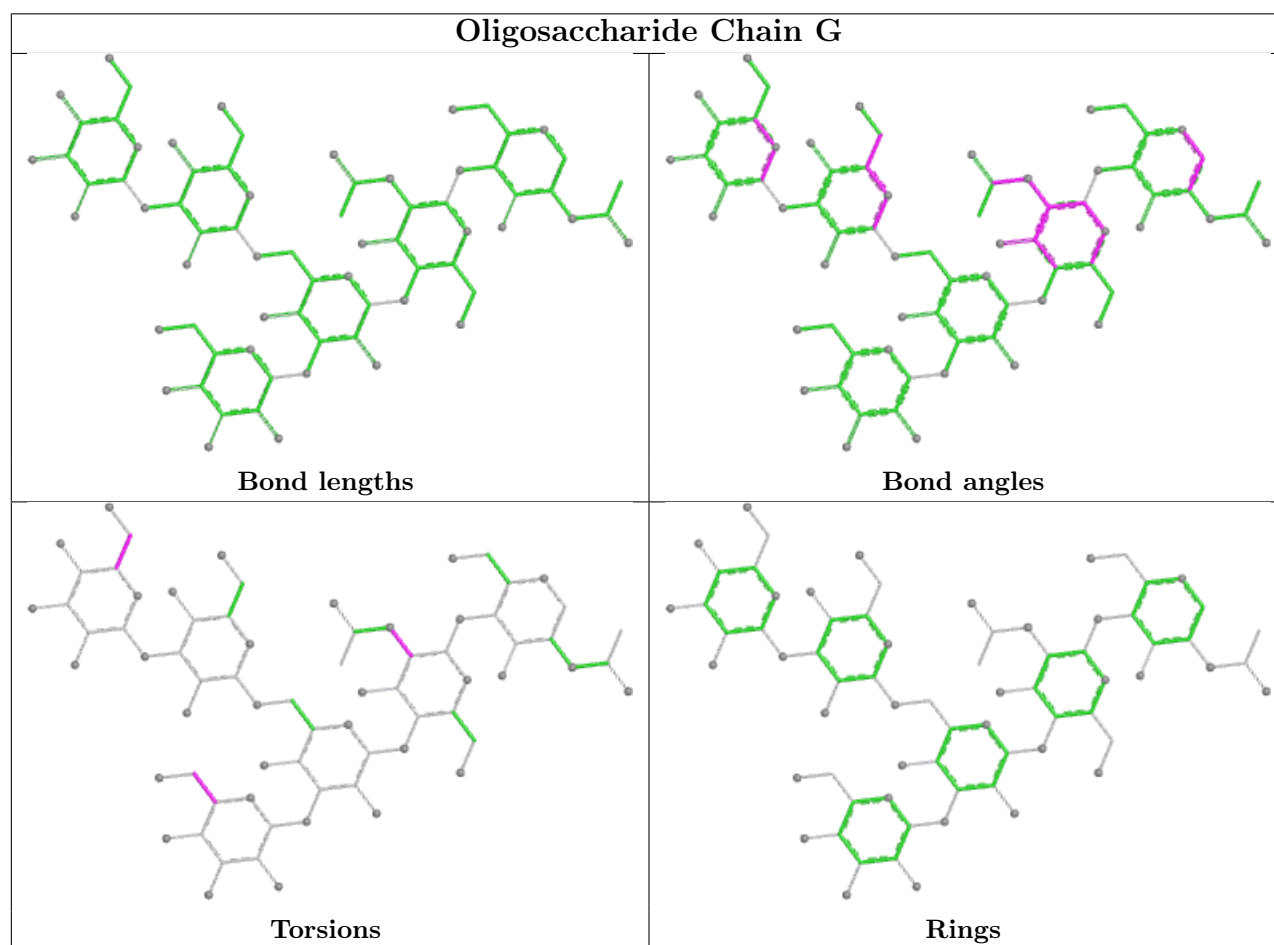 Oligosaccharide Chain G
Bond lengths
Bond angles
Torsions
Rings